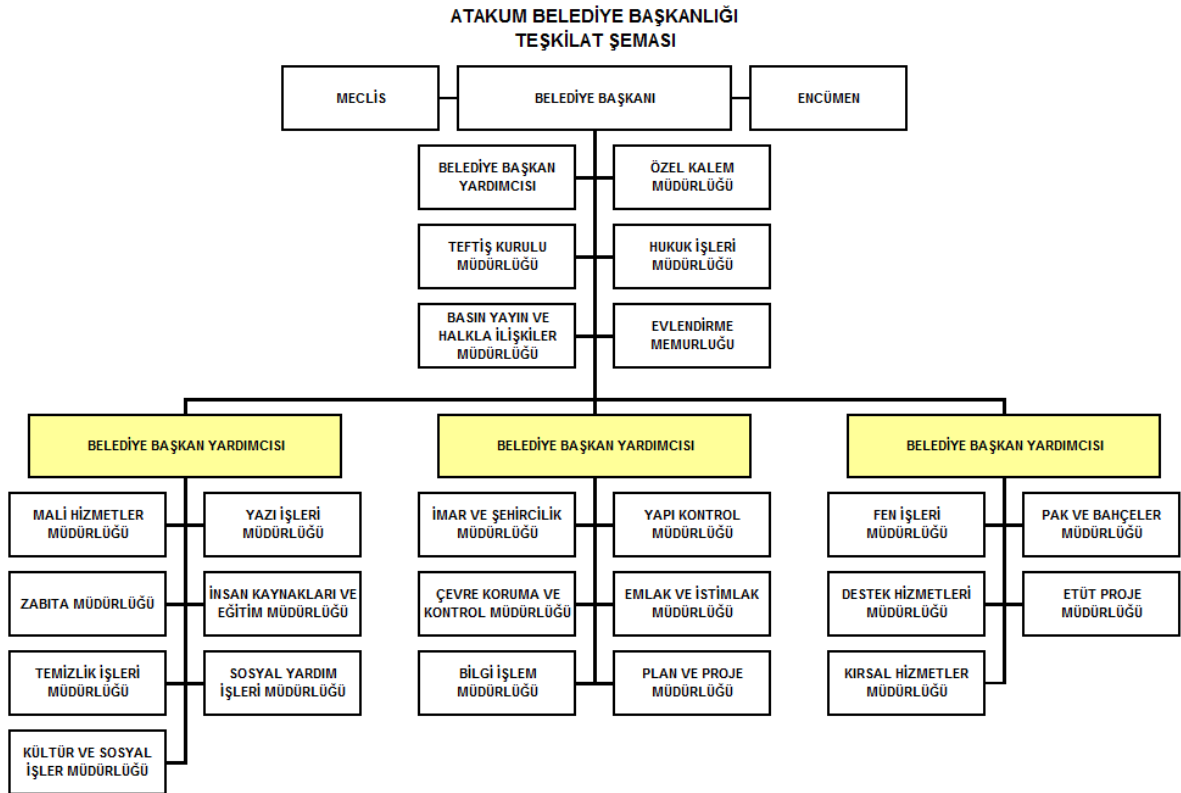 ATAKUM BELEDİYE BAŞKANLIĞI
TEŞKİLAT ŞEMASI
MECLİS
BELEDİYE BAŞKANI
ENCÜMEN
BELEDİYE BAŞKAN
YARDIMCISI
ÖZEL KALEM
MÜDÜRLÜĞÜ
TEFTİŞ KURULU
MÜDÜRLÜĞÜ
HUKUK İŞLERİ
MÜDÜRLÜĞÜ
BASIN YAYIN VE
HALKLA İLİŞKİLER
MÜDÜRLÜĞÜ
EVLENDİRME
MEMURLUĞU
BELEDİYE BAŞKAN YARDIMCISI
BELEDİYE BAŞKAN YARDIMCISI
BELEDİYE BAŞKAN YARDIMCISI
MALİ HİZMETLER
MÜDÜRLÜĞÜ
YAZI İŞLERİ
MÜDÜRLÜĞÜ
İMAR VE ŞEHİRCİLİK
MÜDÜRLÜĞÜ
YAPI KONTROL
MÜDÜRLÜĞÜ
FEN İŞLERİ
MÜDÜRLÜĞÜ
PAK VE BAHÇELER
MÜDÜRLÜĞÜ
ZABITA MÜDÜRLÜĞÜ
İNSAN KAYNAKLARI VE
EĞİTİM MÜDÜRLÜĞÜ
ÇEVRE KORUMA VE
KONTROL MÜDÜRLÜĞÜ
EMLAK VE İSTİMLAK
MÜDÜRLÜĞÜ
DESTEK HİZMETLERİ
MÜDÜRLÜĞÜ
ETÜT PROJE
MÜDÜRLÜĞÜ
TEMİZLİK İŞLERİ
MÜDÜRLÜĞÜ
SOSYAL YARDIM
İŞLERİ MÜDÜRLÜĞÜ
BİLGİ İŞLEM
MÜDÜRLÜĞÜ
PLAN VE PROJE
MÜDÜRLÜĞÜ
KIRSAL HİZMETLER
MÜDÜRLÜĞÜ
KÜLTÜR VE SOSYAL
İŞLER MÜDÜRLÜĞÜ